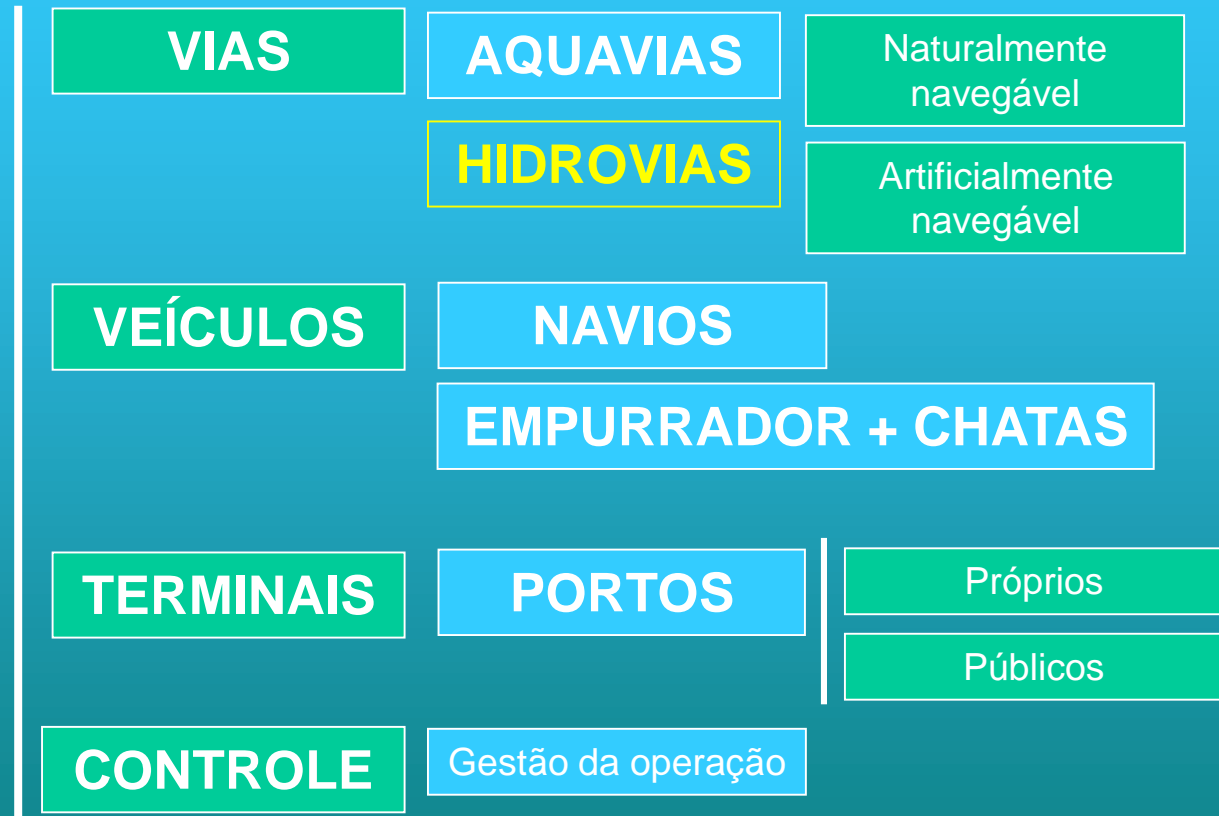 VIAS
AQUAVIAS
Naturalmente
navegável
HIDROVIAS
Artificialmente
navegável
VEÍCULOS
NAVIOS
EMPURRADOR + CHATAS
TERMINAIS
PORTOS
Próprios
Públicos
CONTROLE
Gestão da operação